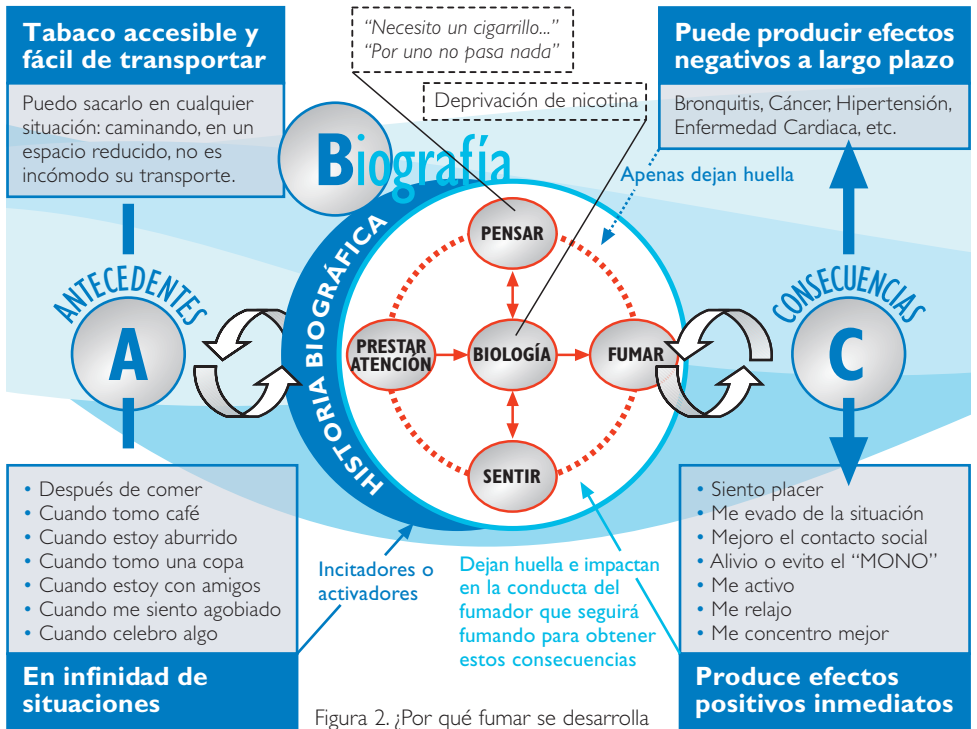 Tabaco accesible y
fácil de transportar
Puedo sacarlo en cualquier
situación: caminando, en un
espacio reducido, no es
incómodo su transporte.
"Necesito un cigarrillo..."
"Por uno no pasa nada"
Deprivación de nicotina
Puede producir efectos
negativos a largo plazo
Bronquitis, Cáncer, Hipertensión,
Enfermedad Cardiaca, etc.
Biografía
Apenas dejan huella
ANTECEDENTES
A
HISTORIA BIOGRÁFICA
PENSAR
PRESTAR
ATENCIÓN
BIOLOGÍA
FUMAR
SENTIR
CONSECUENCIAS
C
• Después de comer
• Cuando tomo café
• Cuando estoy aburrido
• Cuando tomo una copa
• Cuando estoy con amigos
• Cuando me siento agobiado
• Cuando celebro algo
En infinidad de
situaciones
Incitadores o
activadores
Dejan huella e impactan
en la conducta del
fumador que seguirá
fumando para obtener
estos consecuencias
• Siento placer
• Me evado de la situación
• Mejoro el contacto social
• Alivio o evito el "MONO"
• Me activo
• Me relajo
• Me concentro mejor
Produce efectos
positivos inmediatos
Figura 2. ¿Por qué fumar se desarrolla